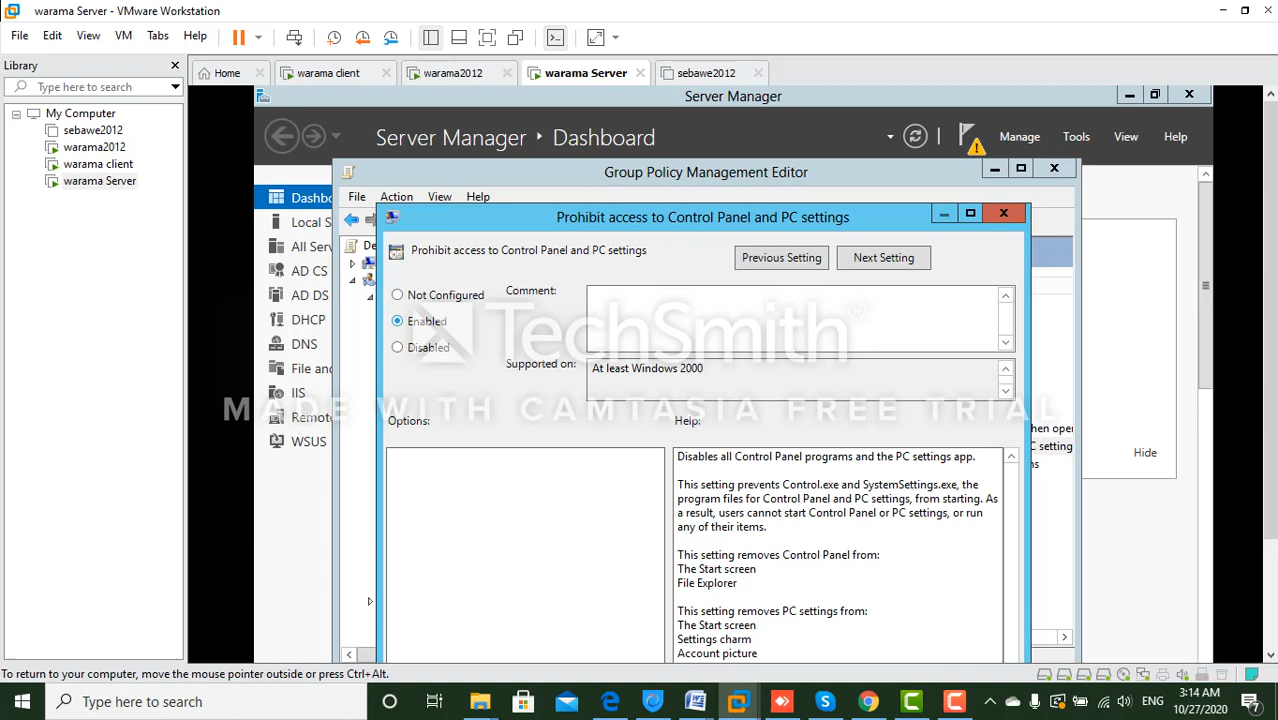 warama Server - VMware Workstation
File Edit View VM Tabs Help
Library
Type here to search
My Computer
sebawe2012
warama2012
warama client
warama Server
Home
warama client
warama2012
warama Server
sebawe2012
Server Manager
Server Manager Dashboard
Manage Tools View Help
Dashbo
Local S
All Serv
AD CS
AD DS
DHCP
DNS
File and
IIS
Remote
WSUS
Group Policy Management Editor
File Action View Help
De
Prohibit access to Control Panel and PC settings
Prohibit access to Control Panel and PC settings
Previous Setting Next Setting
Not Configured
Enabled
Disabled
Comment:
Supported on:
At least Windows 2000
TechSmith®
MADE WITH CAMTASIA FREE TRIAL
Options:
Help:
Disables all Control Panel programs and the PC settings app.
This setting prevents Control.exe and SystemSettings.exe, the
program files for Control Panel and PC settings, from starting. As
a result, users cannot start Control Panel or PC settings, or run
any of their items.
This setting removes Control Panel from:
The Start screen
File Explorer
This setting removes PC settings from:
The Start screen
Settings charm
Account picture
hen oper
C setting
ns
Hide
To return to your computer, move the mouse pointer outside or press Ctrl+Alt.
Type here to search
ENG
3:14 AM
10/27/2020
7